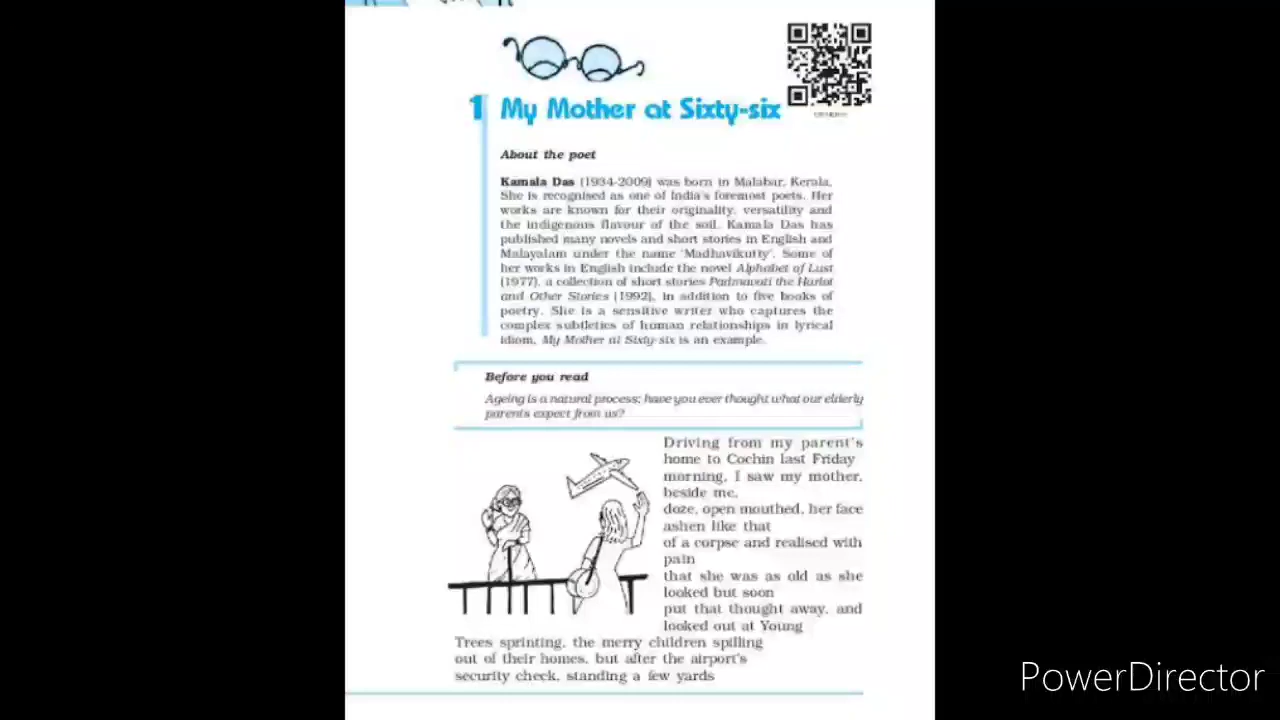 1 My Mother at Sixty-six
About the poet
Kamala Das (1934-2009) was born in Malabar, Kerala.
She is recognised as one of India's foremost poets. Her
works are known for their originality, versatility and
the indigenous flavour of the soil. Kamala Das has
published many novels and short stories in English and
Malayalam under the name 'Madhavikutty'. Some of
her works in English include the novel Alphabet of Lust
(1977), a collection of short stories Padmavati the Harlot
and Other Stories (1992), in addition to five books of
poetry. She is a sensitive writer who captures the
complex subtleties of human relationships in lyrical
idiom, My Mother at Sixty-six is an example.
Before you read
Ageing is a natural process; have you ever thought what our elderly
parents expect from us?
Driving from my parent's
home to Cochin last Friday
morning, I saw my mother,
beside me,
doze, open mouthed, her face
ashen like that
of a corpse and realised with
pain
that she was as old as she
looked but soon
put that thought away, and
looked out at Young
Trees sprinting, the merry children spilling
out of their homes, but after the airport's
security check, standing a few yards
PowerDirector